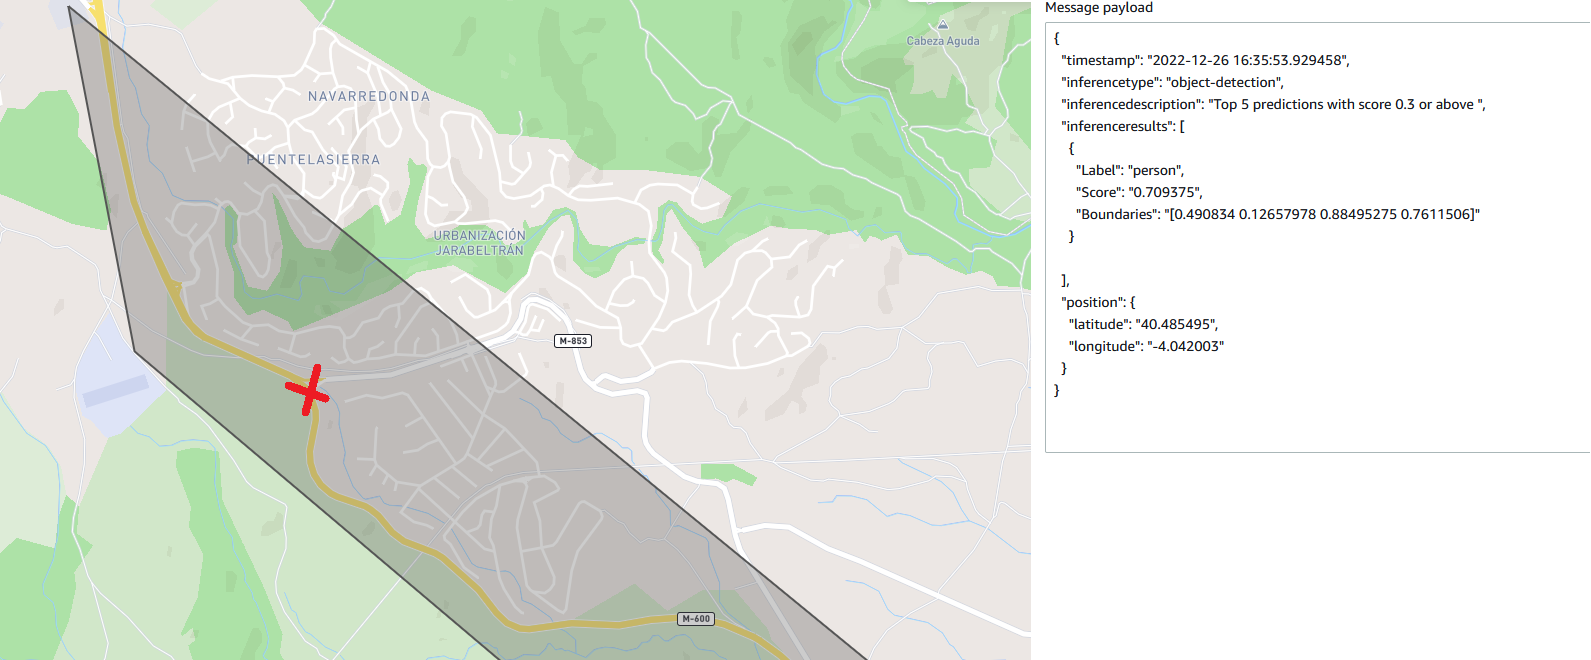 Cabeza Aguda
NAVARREDONDA
PUENTELASIERRA
URBANIZACIÓN
JARABELTRÁN
M-853
M-600
Message payload
{
"timestamp": "2022-12-26 16:35:53.929458",
"inferencetype": "object-detection",
"inferencedescription": "Top 5 predictions with score 0.3 or above ",
"inferenceresults": [
{
"Label": "person",
"Score": "0.709375",
"Boundaries": "[0.490834 0.12657978 0.88495275 0.7611506]"
}
],
"position": {
"latitude": "40.485495",
"longitude": "-4.042003"
}
}